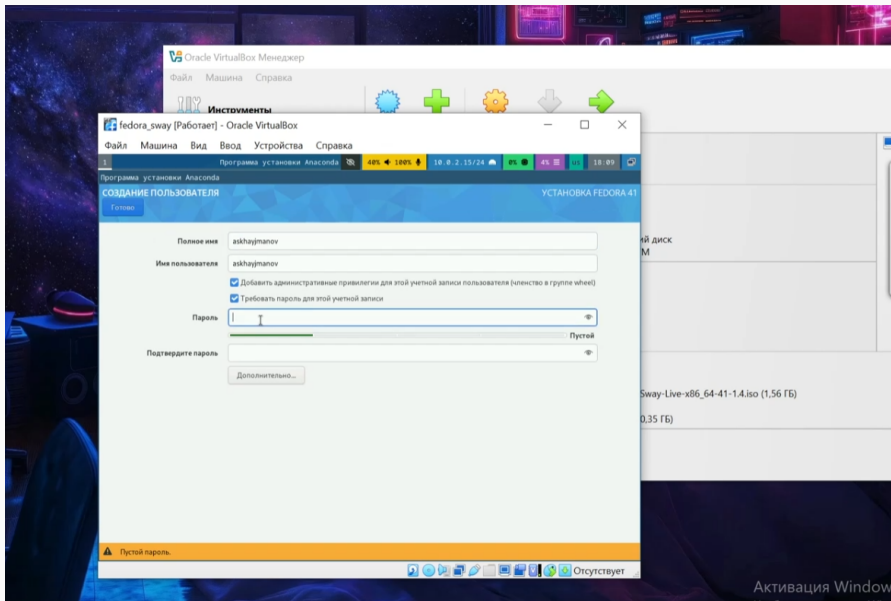 Oracle VirtualBox Менеджер
Файл Машина Справка
Инструменты
fedora_sway [Работает] - Oracle VirtualBox
Файл Машина Вид Ввод Устройства Справка
1 Программа установки Anaconda 40% 100% 10.0.2.15/24 0% 4% us 18:09
Программа установки Anaconda
СОЗДАНИЕ ПОЛЬЗОВАТЕЛЯ УСТАНОВКА FEDORA 41
Готово
Полное имя askhayjmanov
Имя пользователя askhayjmanov
Добавить административные привилегии для этой учетной записи пользователя (членство в группе wheel)
Требовать пароль для этой учетной записи
Пароль
Пустой
Подтвердите пароль
Дополнительно...
Пустой пароль.
Отсутствует
ий диск
М
Sway-Live-x86_64-41-1.4.iso (1,56 ГБ)
0,35 ГБ)
Активация Window